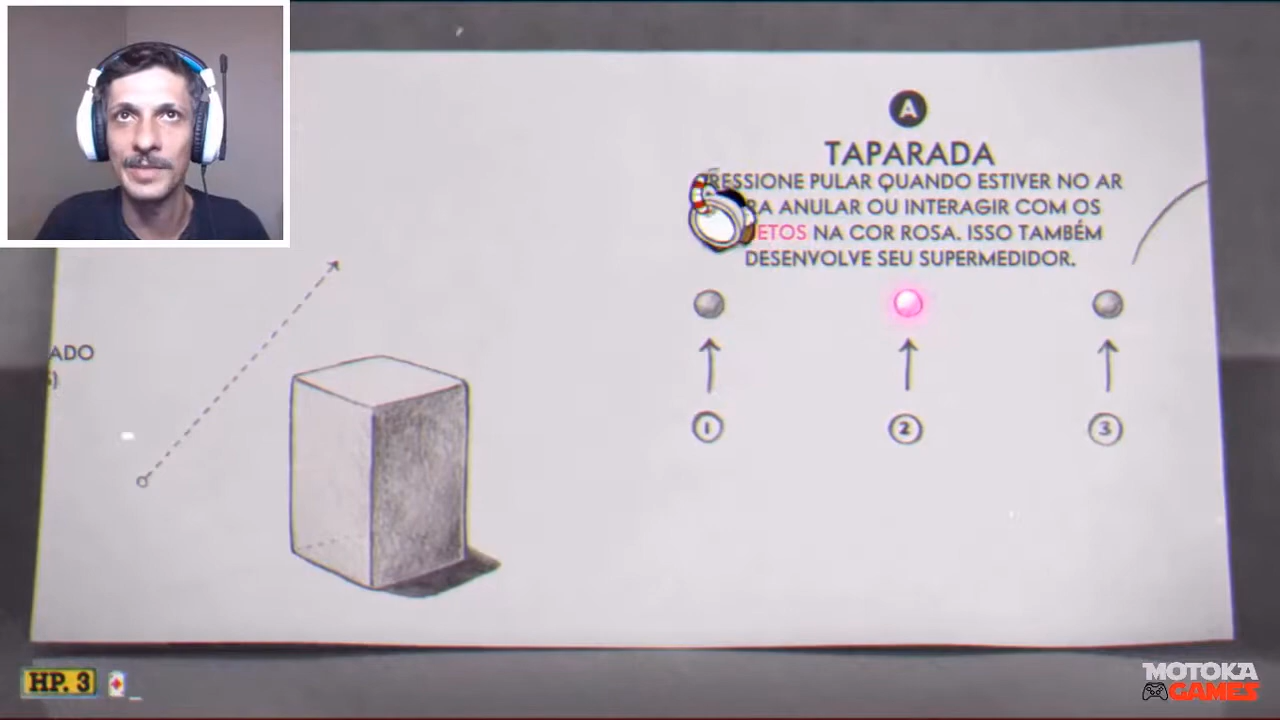 A
TAPARADA
PRESSIONE PULAR QUANDO ESTIVER NO AR
RA ANULAR OU INTERAGIR COM OS
ETOS NA COR ROSA. ISSO TAMBÉM
DESENVOLVE SEU SUPERMEDIDOR.
ADO
S)
1 2 3
HP. 3
MOTOKA
GAMES